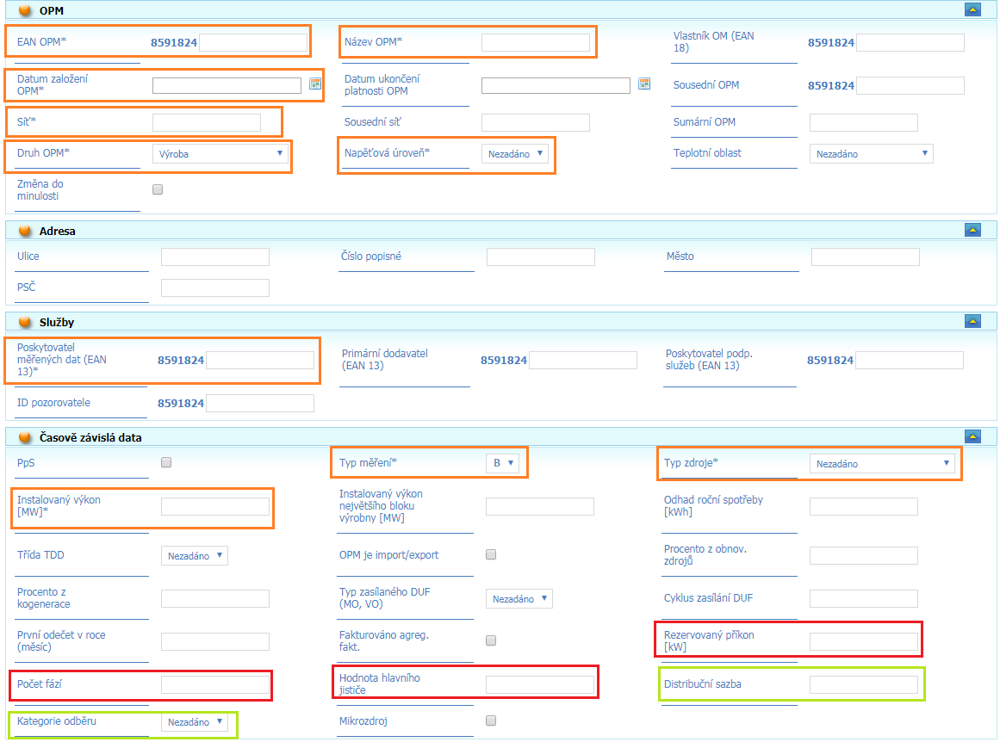 OPM
EAN OPM*
8591824
Název OPM*
Vlastník OM (EAN
18)
8591824
Datum založení
OPM*
Datum ukončení
platnosti OPM
Sousední OPM
8591824
Síť*
Sousední síť
Sumární OPM
Druh OPM*
Výroba
Napěťová úroveň*
Nezadáno
Teplotní oblast
Nezadáno
Změna do
minulosti
Adresa
Ulice
Číslo popisné
Město
PSČ
Služby
Poskytovatel
měřených dat (EAN
13)*
8591824
Primární dodavatel
(EAN 13)
8591824
Poskytovatel podp.
služeb (EAN 13)
8591824
ID pozorovatele
8591824
Časově závislá data
PpS
Typ měření*
B
Typ zdroje*
Nezadáno
Instalovaný výkon
[MW]*
Instalovaný výkon
největšího bloku
výrobny [MW]
Odhad roční spotřeby
[kWh]
Třída TDD
Nezadáno
OPM je import/export
Procento z obnov.
zdrojů
Procento z
kogenerace
Typ zasílaného DUF
(MO, VO)
Nezadáno
Cyklus zasílání DUF
První odečet v roce
(měsíc)
Fakturováno agreg.
fakt.
Rezervovaný příkon
[kW]
Počet fází
Hodnota hlavního
jističe
Distribuční sazba
Kategorie odběru
Nezadáno
Mikrozdroj